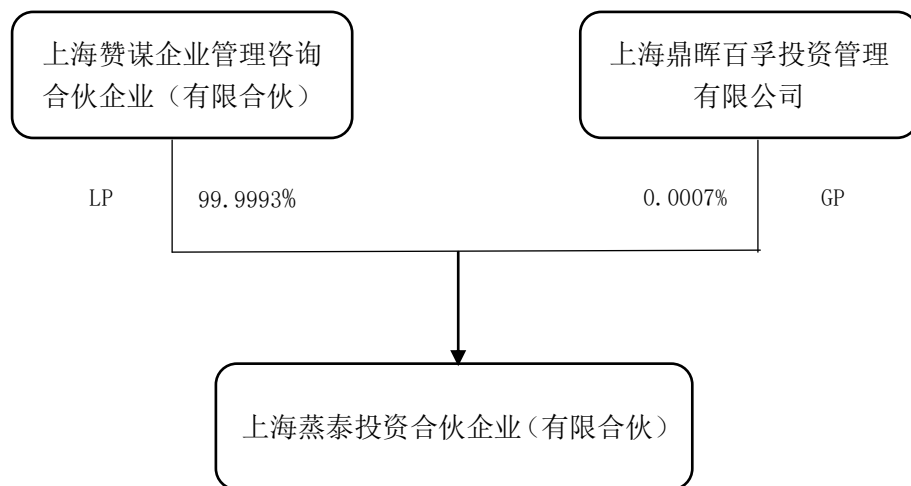 上海赞谋企业管理咨询
合伙企业（有限合伙）
上海鼎晖百孚投资管理
有限公司
LP
99.9993%
0.0007%
GP
上海蒸泰投资合伙企业（有限合伙）